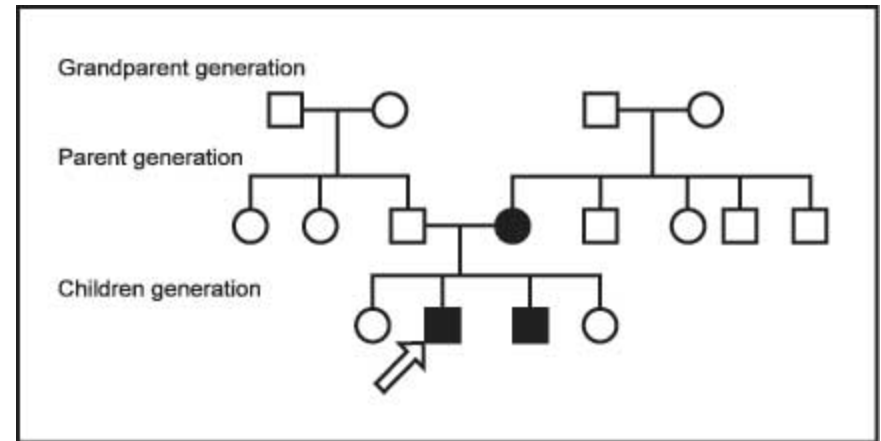 Grandparent generation
Parent generation
Children generation